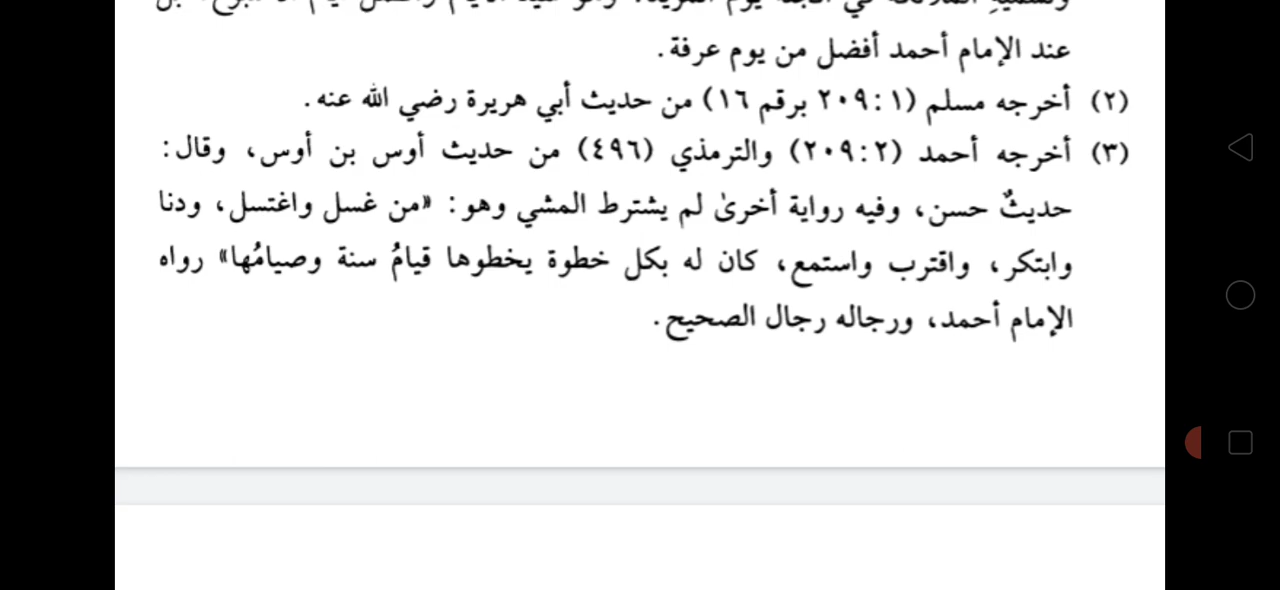 عند الإمام أحمد أفضل من يوم عرفة.
(٢) أخرجه مسلم (١ : ٢٠٩ برقم ١٦) من حديث أبي هريرة رضي الله عنه.
(٣) أخرجه أحمد (٢ : ٢٠٩) والترمذي (٤٩٦) من حديث أوس بن أوس، وقال:
حديثٌ حسن، وفيه رواية أخرىٰ لم يشترط المشي وهو: «من غسل واغتسل، ودنا
وابتكر، واقترب واستمع، كان له بكل خطوة يخطوها قيامُ سنة وصيامُها» رواه
الإمام أحمد، ورجاله رجال الصحيح.